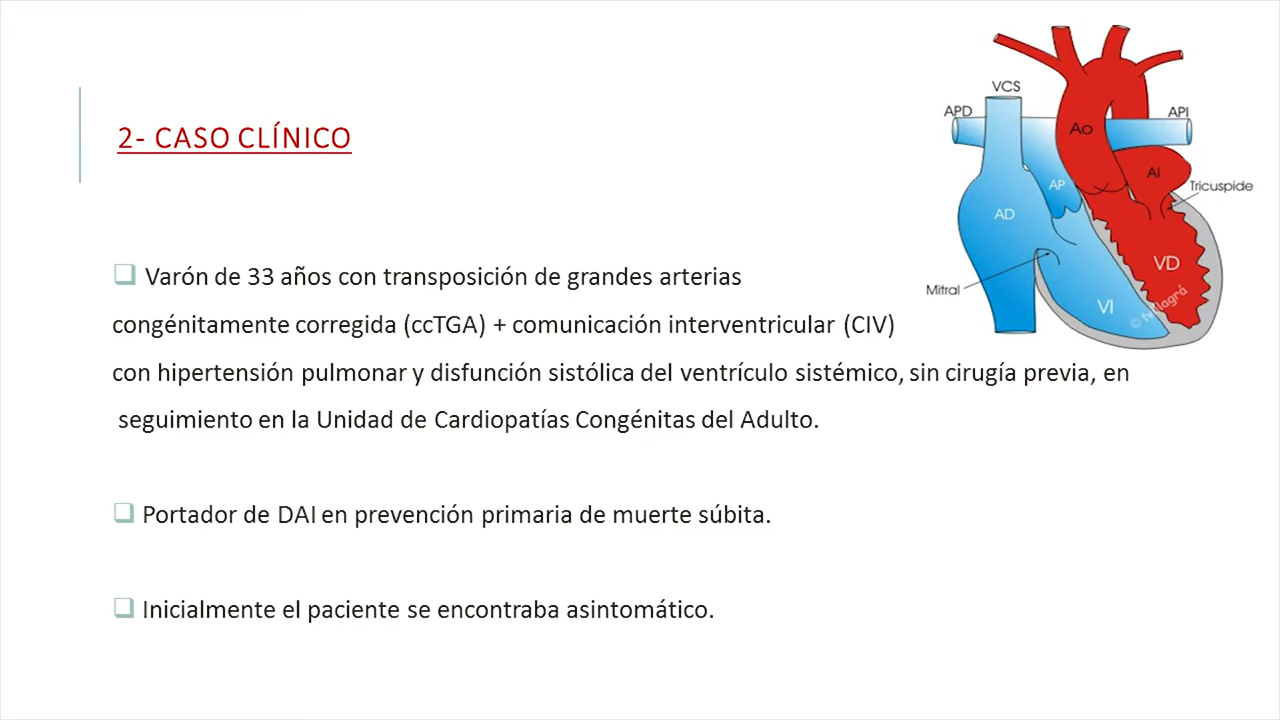 2- CASO CLÍNICO
VCS
APD
API
Ao
AI
AP
Tricuspide
AD
VD
Mitral
VI
Varón de 33 años con transposición de grandes arterias
congénitamente corregida (ccTGA) + comunicación interventricular (CIV)
con hipertensión pulmonar y disfunción sistólica del ventrículo sistémico, sin cirugía previa, en
seguimiento en la Unidad de Cardiopatías Congénitas del Adulto.
Portador de DAI en prevención primaria de muerte súbita.
Inicialmente el paciente se encontraba asintomático.